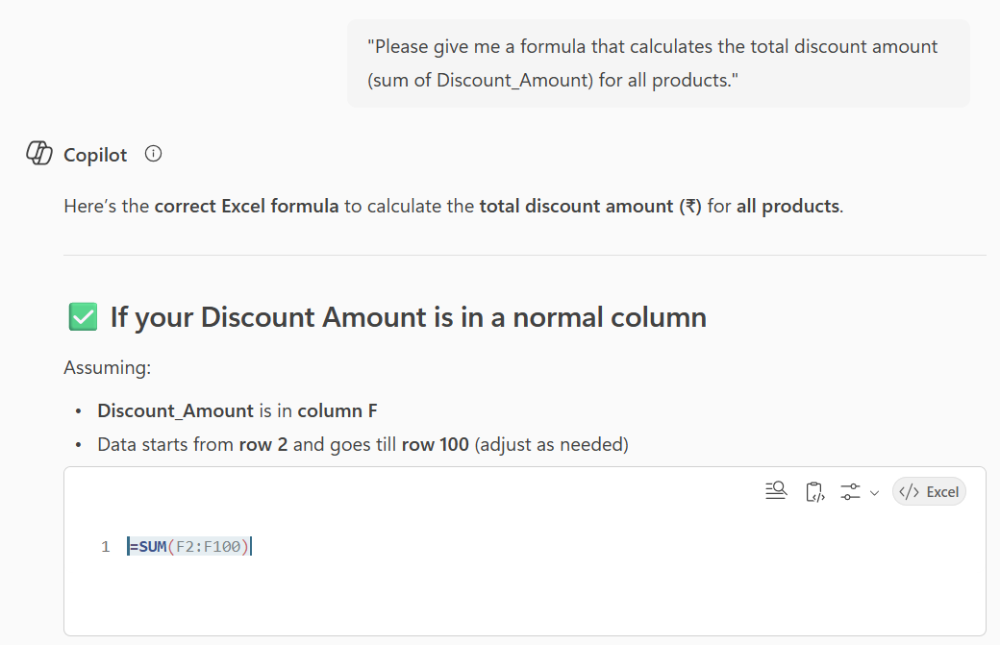 "Please give me a formula that calculates the total discount amount
(sum of Discount_Amount) for all products."
Copilot
Here’s the correct Excel formula to calculate the total discount amount (₹) for all products.
✅ If your Discount Amount is in a normal column
Assuming:
• Discount_Amount is in column F
• Data starts from row 2 and goes till row 100 (adjust as needed)
</> Excel
1 =SUM(F2:F100)